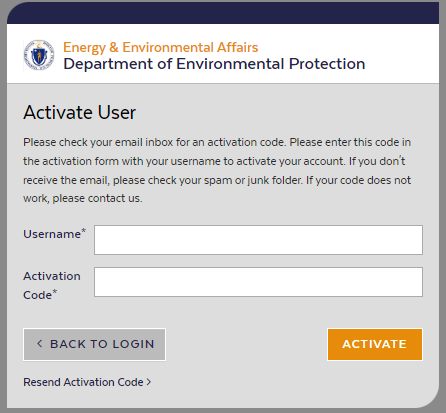 Energy & Environmental Affairs
Department of Environmental Protection
Activate User
Please check your email inbox for an activation code. Please enter this code in
the activation form with your username to activate your account. If you don't
receive the email, please check your spam or junk folder. If your code does not
work, please contact us.
Username*
Activation
Code*
< BACK TO LOGIN
ACTIVATE
Resend Activation Code >